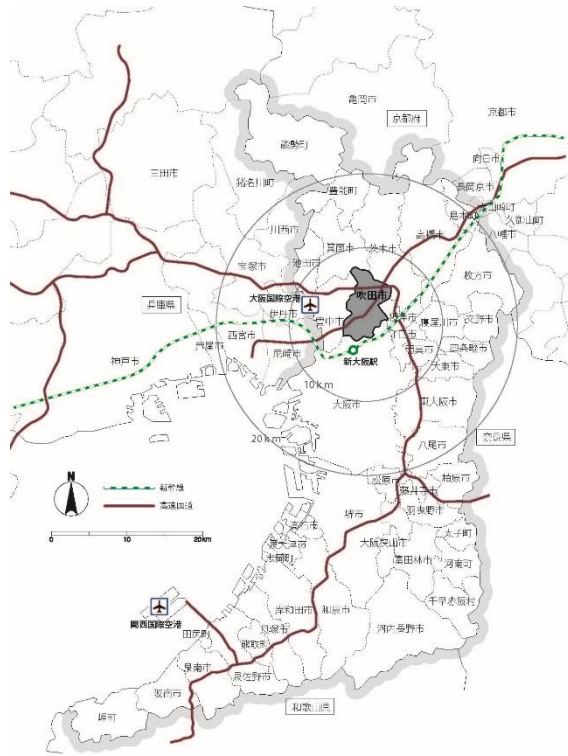 亀岡市
京都府
京都市
能勢町
向日市
長岡京市
三田市
猪名川町
豊能町
島本町
久御山町
八幡市
川西市
箕面市
茨木市
高槻市
宝塚市
池田市
枚方市
吹田市
大阪国際空港
兵庫県
伊丹市
豊中市
摂津市
寝屋川市
交野市
西宮市
芦屋市
守口市
門真市
四条畷市
新大阪駅
尼崎市
大東市
神戸市
10km
大阪市
東大阪市
20km
八尾市
奈良県
N
新幹線
高速国道
松原市
柏原市
藤井寺市
羽曳野市
0 10 20km
堺市
高石市
太子町
大阪狭山市
泉大津市
富田林市
河南町
忠岡町
千早赤阪村
関西国際空港
岸和田市
和泉市
田尻町
貝塚市
河内長野市
熊取町
泉南市
泉佐野市
阪南市
岬町
和歌山県